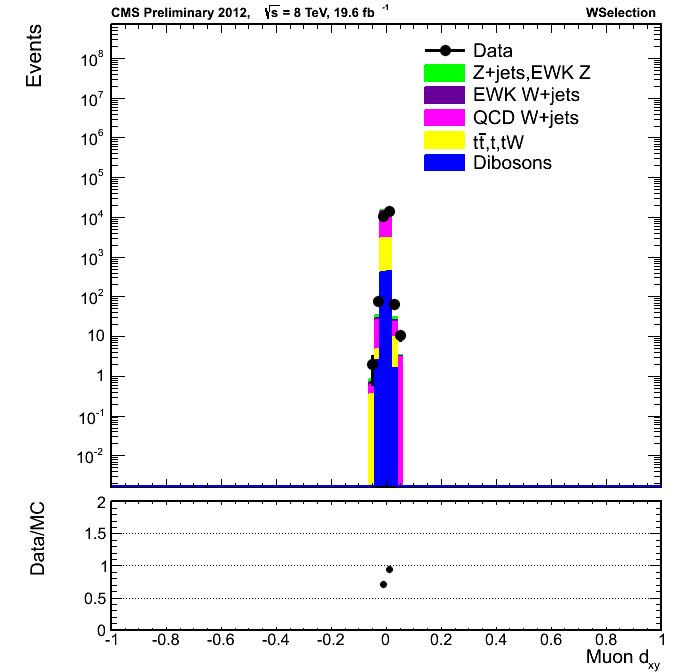 CMS Preliminary 2012, √s = 8 TeV, 19.6 fb⁻¹ WSelection
Events
10⁸
10⁷
10⁶
10⁵
10⁴
10³
10²
10
1
10⁻¹
10⁻²
Data
Z+jets,EWK Z
EWK W+jets
QCD W+jets
tt̄,t,tW
Dibosons
Data/MC
2
1.5
1
0.5
0
-1 -0.8 -0.6 -0.4 -0.2 0 0.2 0.4 0.6 0.8 1
Muon d_xy